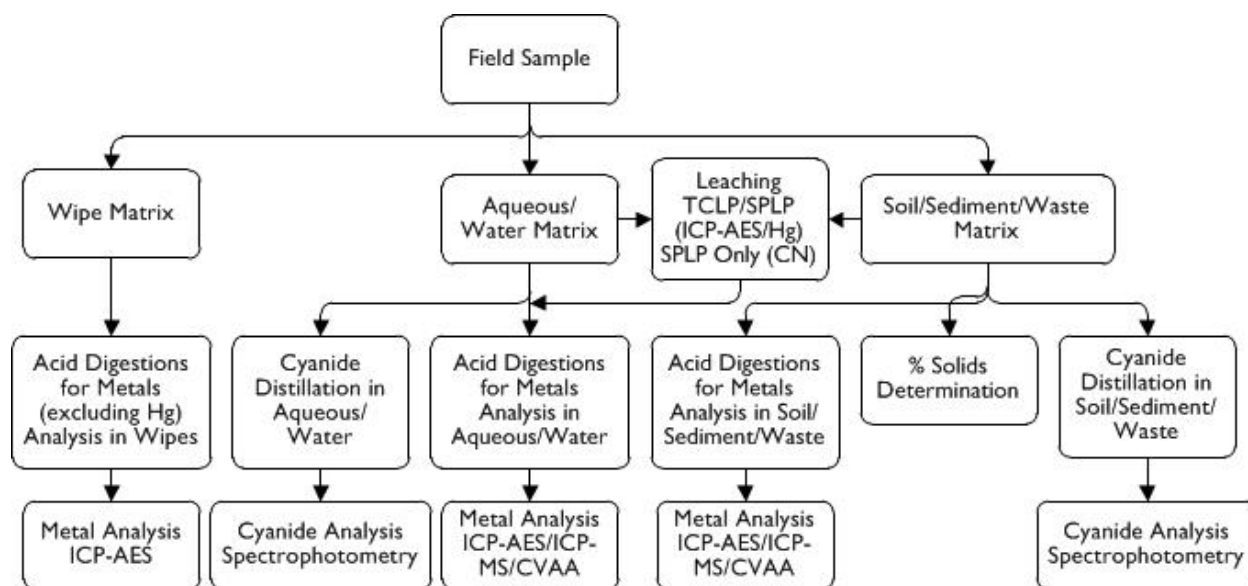 Field Sample
Wipe Matrix
Aqueous/
Water Matrix
Leaching
TCLP/SPLP
(ICP-AES/Hg)
SPLP Only (CN)
Soil/Sediment/Waste
Matrix
Acid Digestions
for Metals
(excluding Hg)
Analysis in Wipes
Cyanide
Distillation in
Aqueous/
Water
Acid Digestions
for Metals
Analysis in
Aqueous/Water
Acid Digestions
for Metals
Analysis in Soil/
Sediment/Waste
% Solids
Determination
Cyanide
Distillation in
Soil/Sediment/
Waste
Metal Analysis
ICP-AES
Cyanide Analysis
Spectrophotometry
Metal Analysis
ICP-AES/ICP-
MS/CVAA
Metal Analysis
ICP-AES/ICP-
MS/CVAA
Cyanide Analysis
Spectrophotometry